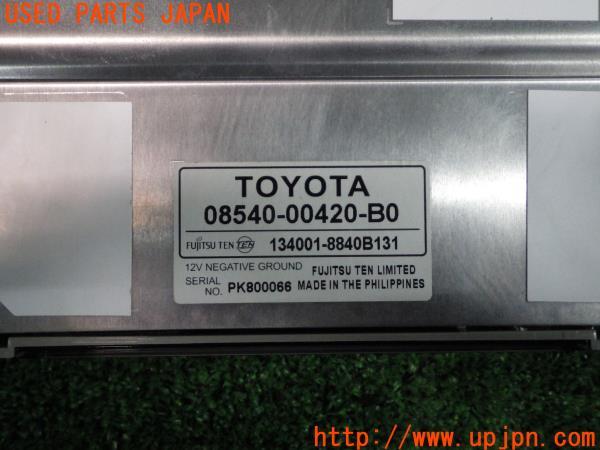 USED PARTS JAPAN
TOYOTA
08540-00420-B0
FUJITSU TEN TEN 134001-8840B131
12V NEGATIVE GROUND FUJITSU TEN LIMITED
SERIAL NO. PK800066 MADE IN THE PHILIPPINES
http://www.upjpn.com